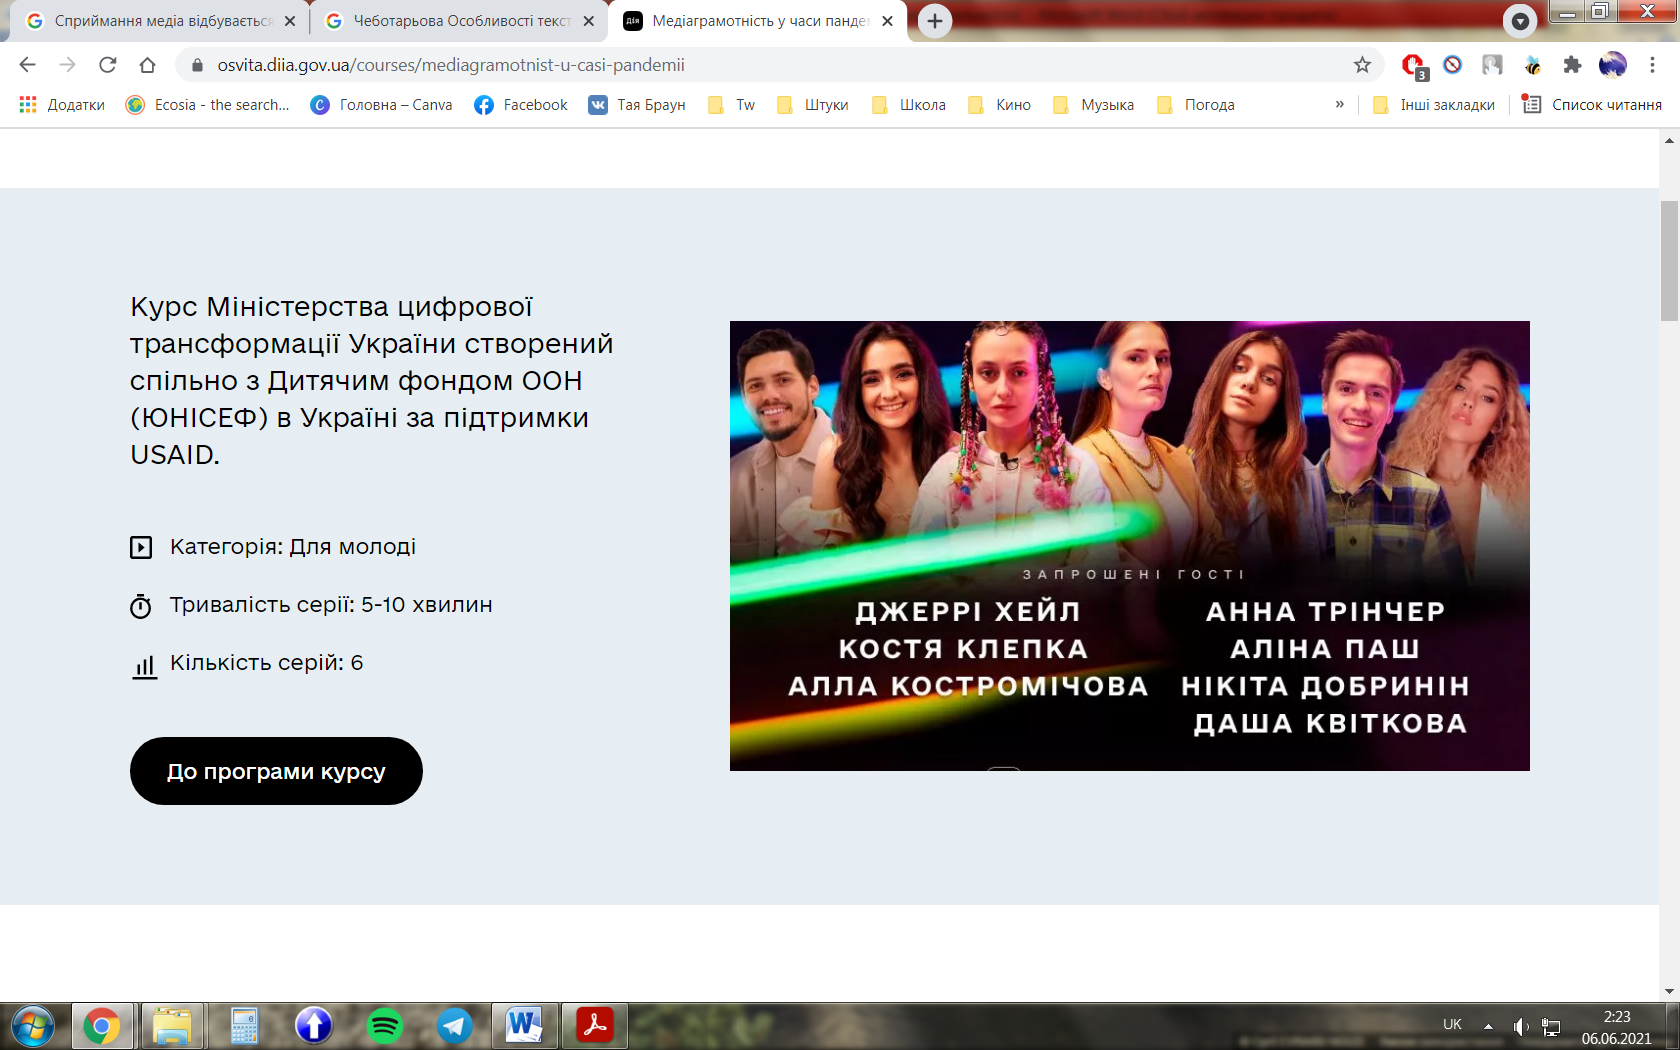 Сприймання медіа відбувається
Чеботарьова Особливості текст
Медіаграмотність у часи панде
osvita.diia.gov.ua/courses/mediagramotnist-u-casi-pandemii
3
Додатки
Ecosia - the search...
Головна – Canva
Facebook
Тая Браун
Tw
Штуки
Школа
Кино
Музыка
Погода
»
Інші закладки
Список читання
Курс Міністерства цифрової
трансформації України створений
спільно з Дитячим фондом ООН
(ЮНІСЕФ) в Україні за підтримки
USAID.
Категорія: Для молоді
Тривалість серії: 5-10 хвилин
Кількість серій: 6
До програми курсу
ЗАПРОШЕНІ ГОСТІ
ДЖЕРРІ ХЕЙЛ
КОСТЯ КЛЕПКА
АЛЛА КОСТРОМІЧОВА
АННА ТРІНЧЕР
АЛІНА ПАШ
НІКІТА ДОБРИНІН
ДАША КВІТКОВА
UK
2:23
06.06.2021